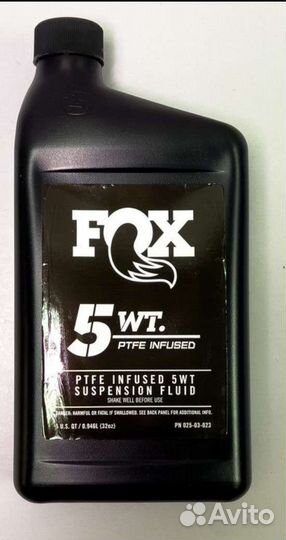 FOX
5 WT.
PTFE INFUSED
PTFE INFUSED 5WT
SUSPENSION FLUID
SHAKE WELL BEFORE USE
DANGER: HARMFUL OR FATAL IF SWALLOWED. SEE BACK PANEL FOR ADDITIONAL INFO.
U.S. QT / 0.946L (32oz) PN 025-03-023
Avito